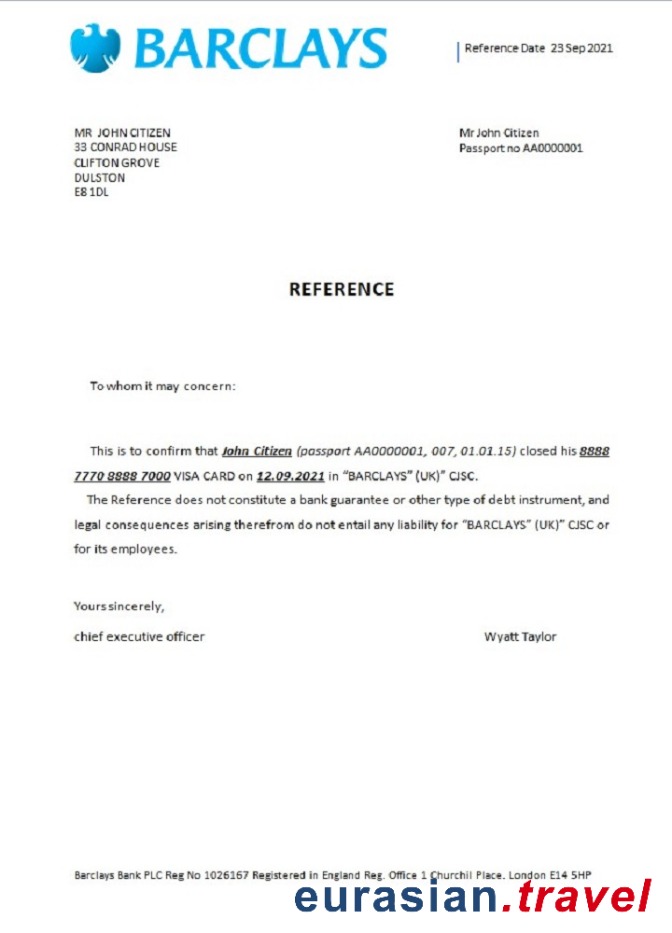 BARCLAYS
Reference Date 23 Sep 2021
MR JOHN CITIZEN
33 CONRAD HOUSE
CLIFTON GROVE
DULSTON
E8 1DL
Mr John Citizen
Passport no AA0000001
REFERENCE
To whom it may concern:
This is to confirm that John Citizen (passport AA0000001, 007, 01.01.15) closed his 8888
7770 8888 7000 VISA CARD on 12.09.2021 in “BARCLAYS” (UK)” CJSC.
The Reference does not constitute a bank guarantee or other type of debt instrument, and
legal consequences arising therefrom do not entail any liability for “BARCLAYS” (UK)” CJSC or
for its employees.
Yours sincerely,
chief executive officer
Wyatt Taylor
Barclays Bank PLC Reg No 1026167 Registered in England Reg. Office 1 Churchil Place. London E14 5HP
eurasian.travel